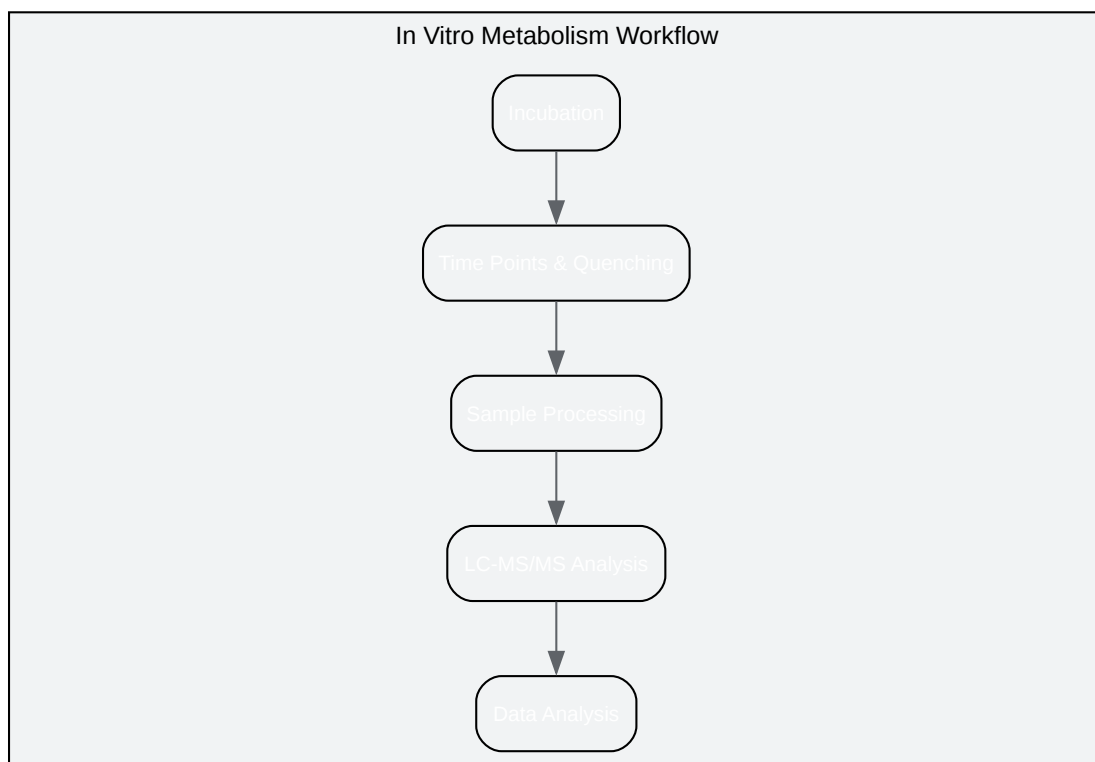 In Vitro Metabolism Workflow
Incubation
Time Points & Quenching
Sample Processing
LC-MS/MS Analysis
Data Analysis